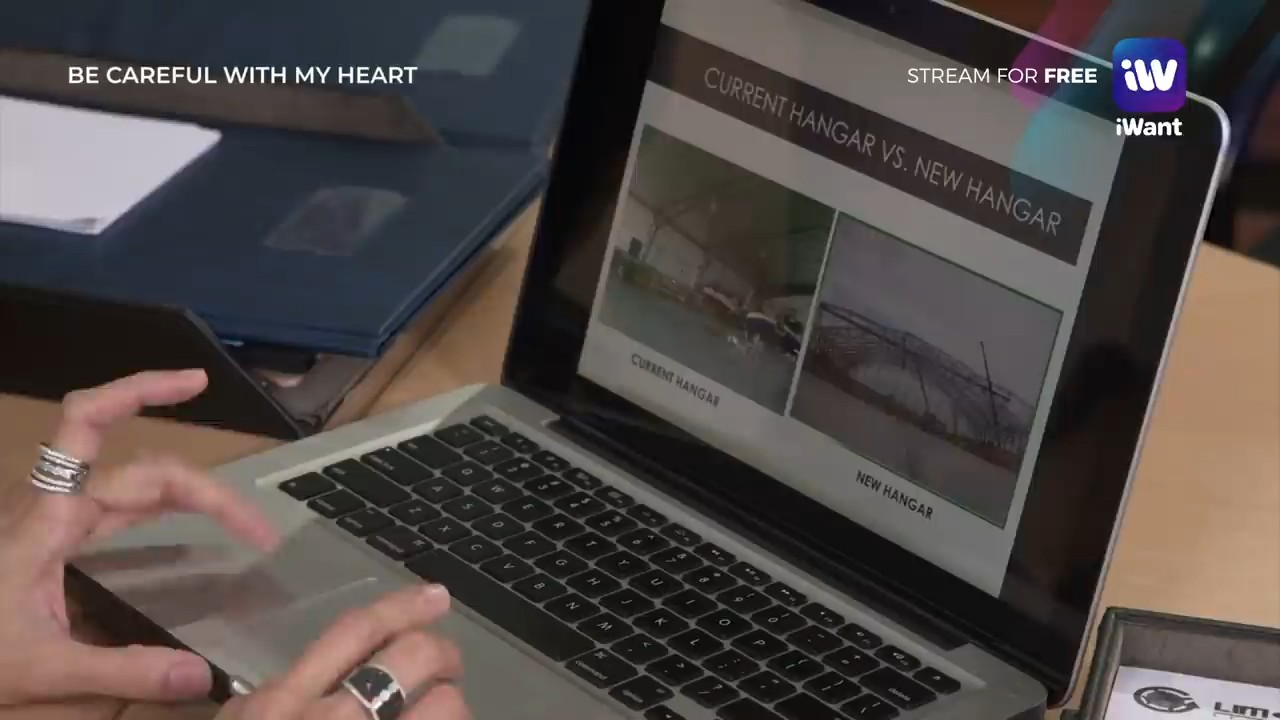 BE CAREFUL WITH MY HEART
STREAM FOR FREE
iW
iWant
CURRENT HANGAR VS. NEW HANGAR
CURRENT HANGAR
NEW HANGAR